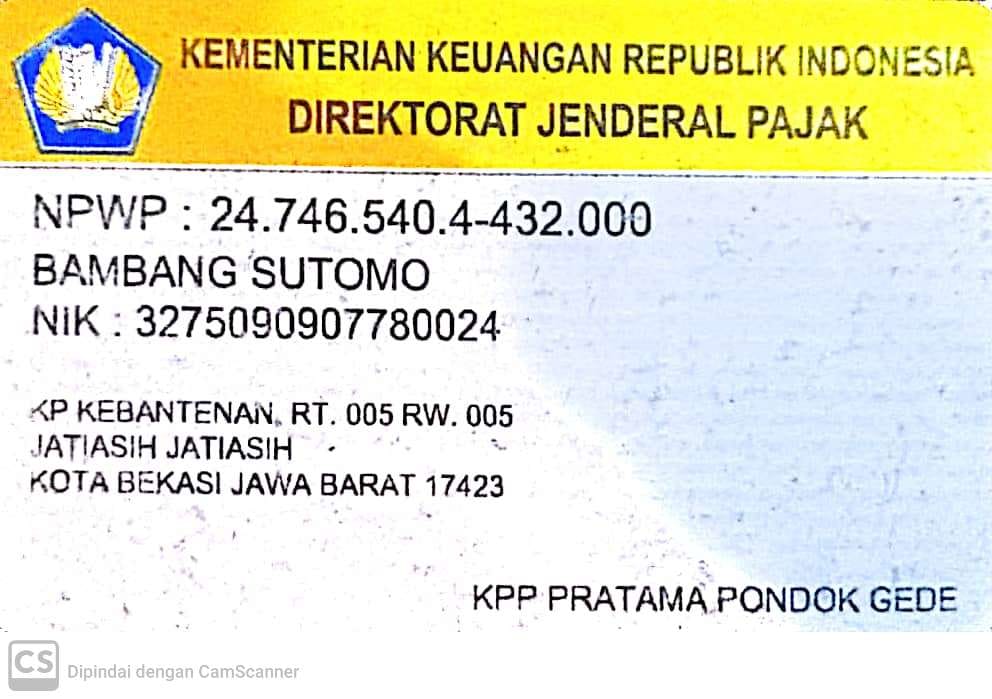 KEMENTERIAN KEUANGAN REPUBLIK INDONESIA
DIREKTORAT JENDERAL PAJAK
NPWP : 24.746.540.4-432.000
BAMBANG SUTOMO
NIK : 3275090907780024
KP KEBANTENAN, RT. 005 RW. 005
JATIASIH JATIASIH
KOTA BEKASI JAWA BARAT 17423
KPP PRATAMA PONDOK GEDE
CS Dipindai dengan CamScanner